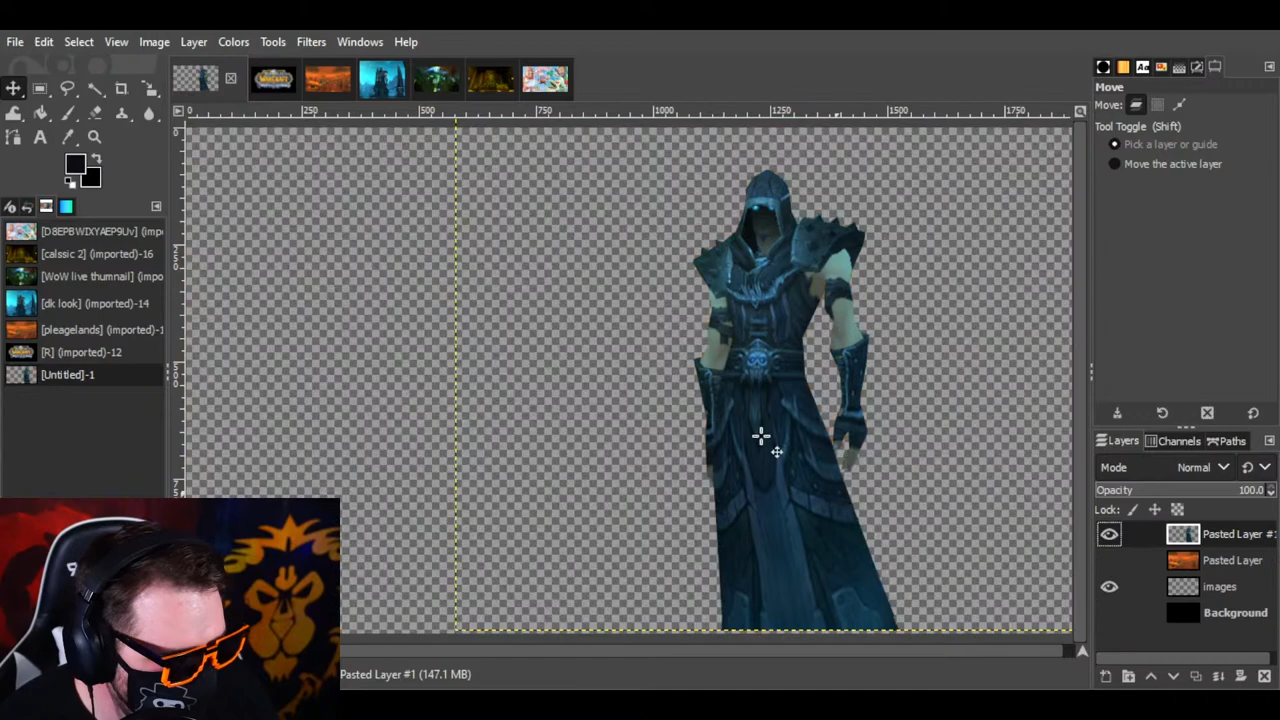 File Edit Select View Image Layer Colors Tools Filters Windows Help
0 250 500 750 1000 1250 1500 1750
Move
Move:
Tool Toggle (Shift)
Pick a layer or guide
Move the active layer
[D8EPBWIXYAEP9Uv] (impo
[calssic 2] (imported)-16
[WoW live thumnail] (impo
[dk look] (imported)-14
[pleagelands] (imported)-1
[R] (imported)-12
[Untitled]-1
Layers Channels Paths
Mode Normal
Opacity 100.0
Lock:
Pasted Layer #1
Pasted Layer
images
Background
Pasted Layer #1 (147.1 MB)